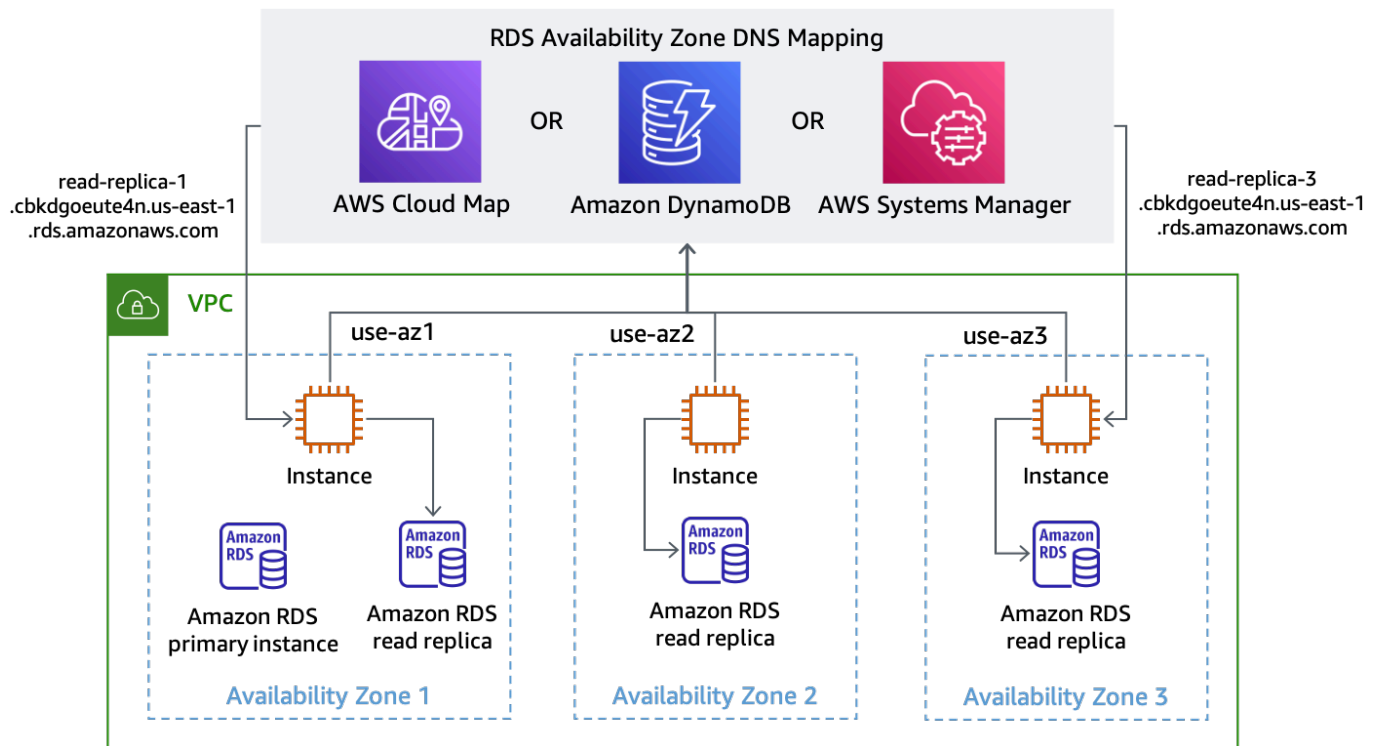 RDS Availability Zone DNS Mapping
OR
OR
AWS Cloud Map
Amazon DynamoDB
AWS Systems Manager
read-replica-1
.cbkdgoeute4n.us-east-1
.rds.amazonaws.com
read-replica-3
.cbkdgoeute4n.us-east-1
.rds.amazonaws.com
VPC
use-az1
use-az2
use-az3
Instance
Instance
Instance
Amazon
RDS
Amazon
RDS
Amazon
RDS
Amazon
RDS
Amazon RDS
primary instance
Amazon RDS
read replica
Amazon RDS
read replica
Amazon RDS
read replica
Availability Zone 1
Availability Zone 2
Availability Zone 3